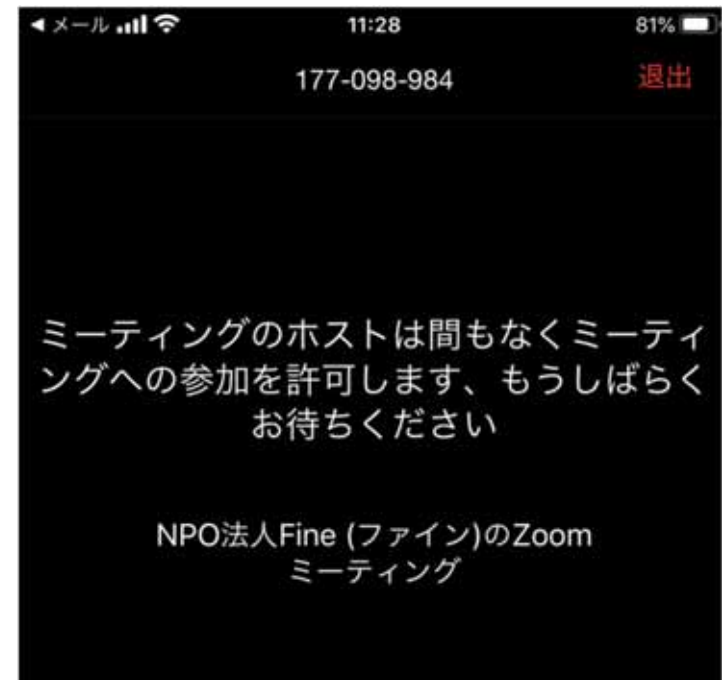 ◀メール 11:28 81%
177-098-984 退出
ミーティングのホストは間もなくミーティ
ングへの参加を許可します、もうしばらく
お待ちください
NPO法人Fine (ファイン)のZoom
ミーティング